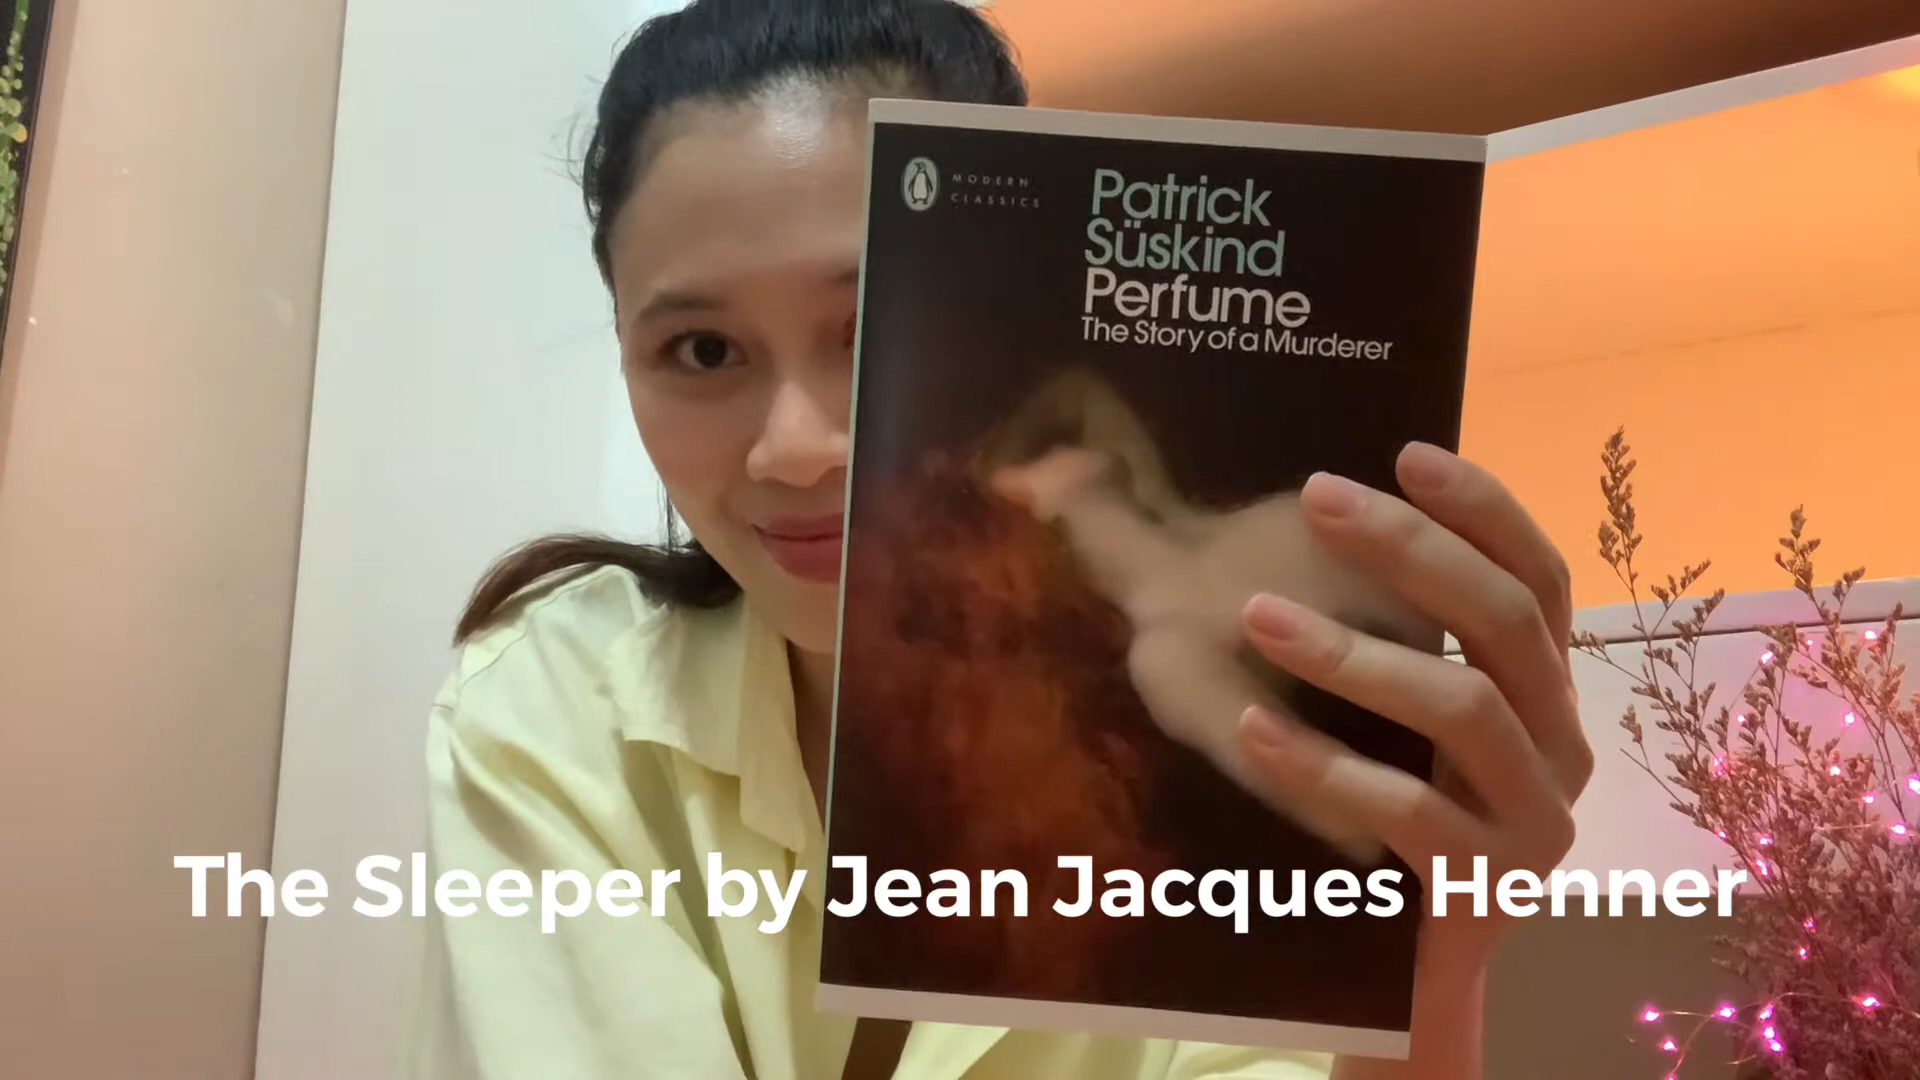 MODERN
CLASSICS
Patrick
Süskind
Perfume
The Story of a Murderer
The Sleeper by Jean Jacques Henner